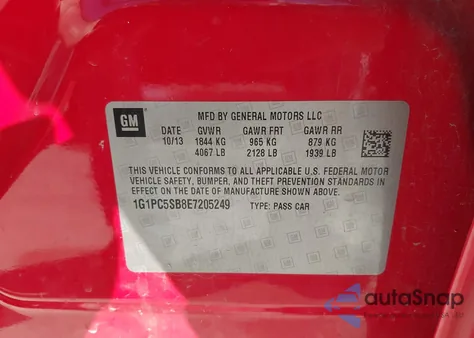 GM
MFD BY GENERAL MOTORS LLC
DATE GVWR GAWR FRT GAWR RR
10/13 1844 KG 965 KG 879 KG
4067 LB 2128 LB 1939 LB
THIS VEHICLE CONFORMS TO ALL APPLICABLE U.S. FEDERAL MOTOR
VEHICLE SAFETY, BUMPER, AND THEFT PREVENTION STANDARDS IN
EFFECT ON THE DATE OF MANUFACTURE SHOWN ABOVE.
1G1PC5SB8E7205249 TYPE: PASS CAR
autaSnap